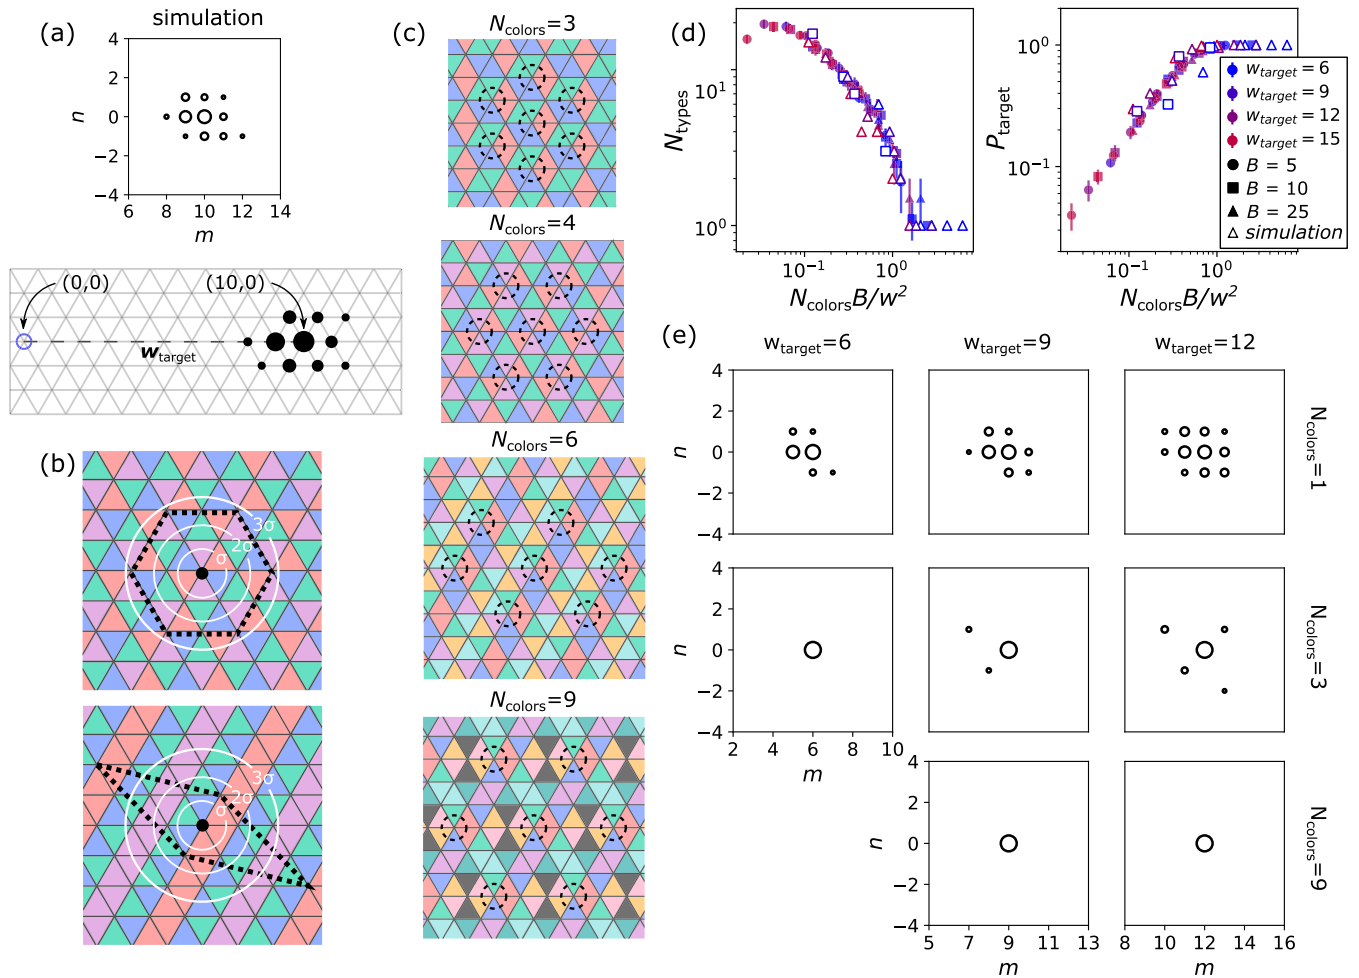 (a)
simulation
4
2
0
−2
−4
n
6
8
10
12
14
m
(0,0)
(10,0)
w_target
(b)
3σ
2σ
σ
3σ
2σ
σ
(c)
N_colors=3
N_colors=4
N_colors=6
N_colors=9
(d)
N_types
10^1
10^0
10^−1
10^0
N_colors B/w^2
P_target
10^0
10^−1
10^−1
10^0
10^1
N_colors B/w^2
w_target = 6
w_target = 9
w_target = 12
w_target = 15
B = 5
B = 10
B = 25
simulation
(e)
w_target=6
w_target=9
w_target=12
4
2
0
−2
−4
n
N_colors=1
4
2
0
−2
−4
n
2
6
10
m
N_colors=3
4
2
0
−2
−4
n
5
7
9
11
13
m
8
10
12
14
16
m
N_colors=9